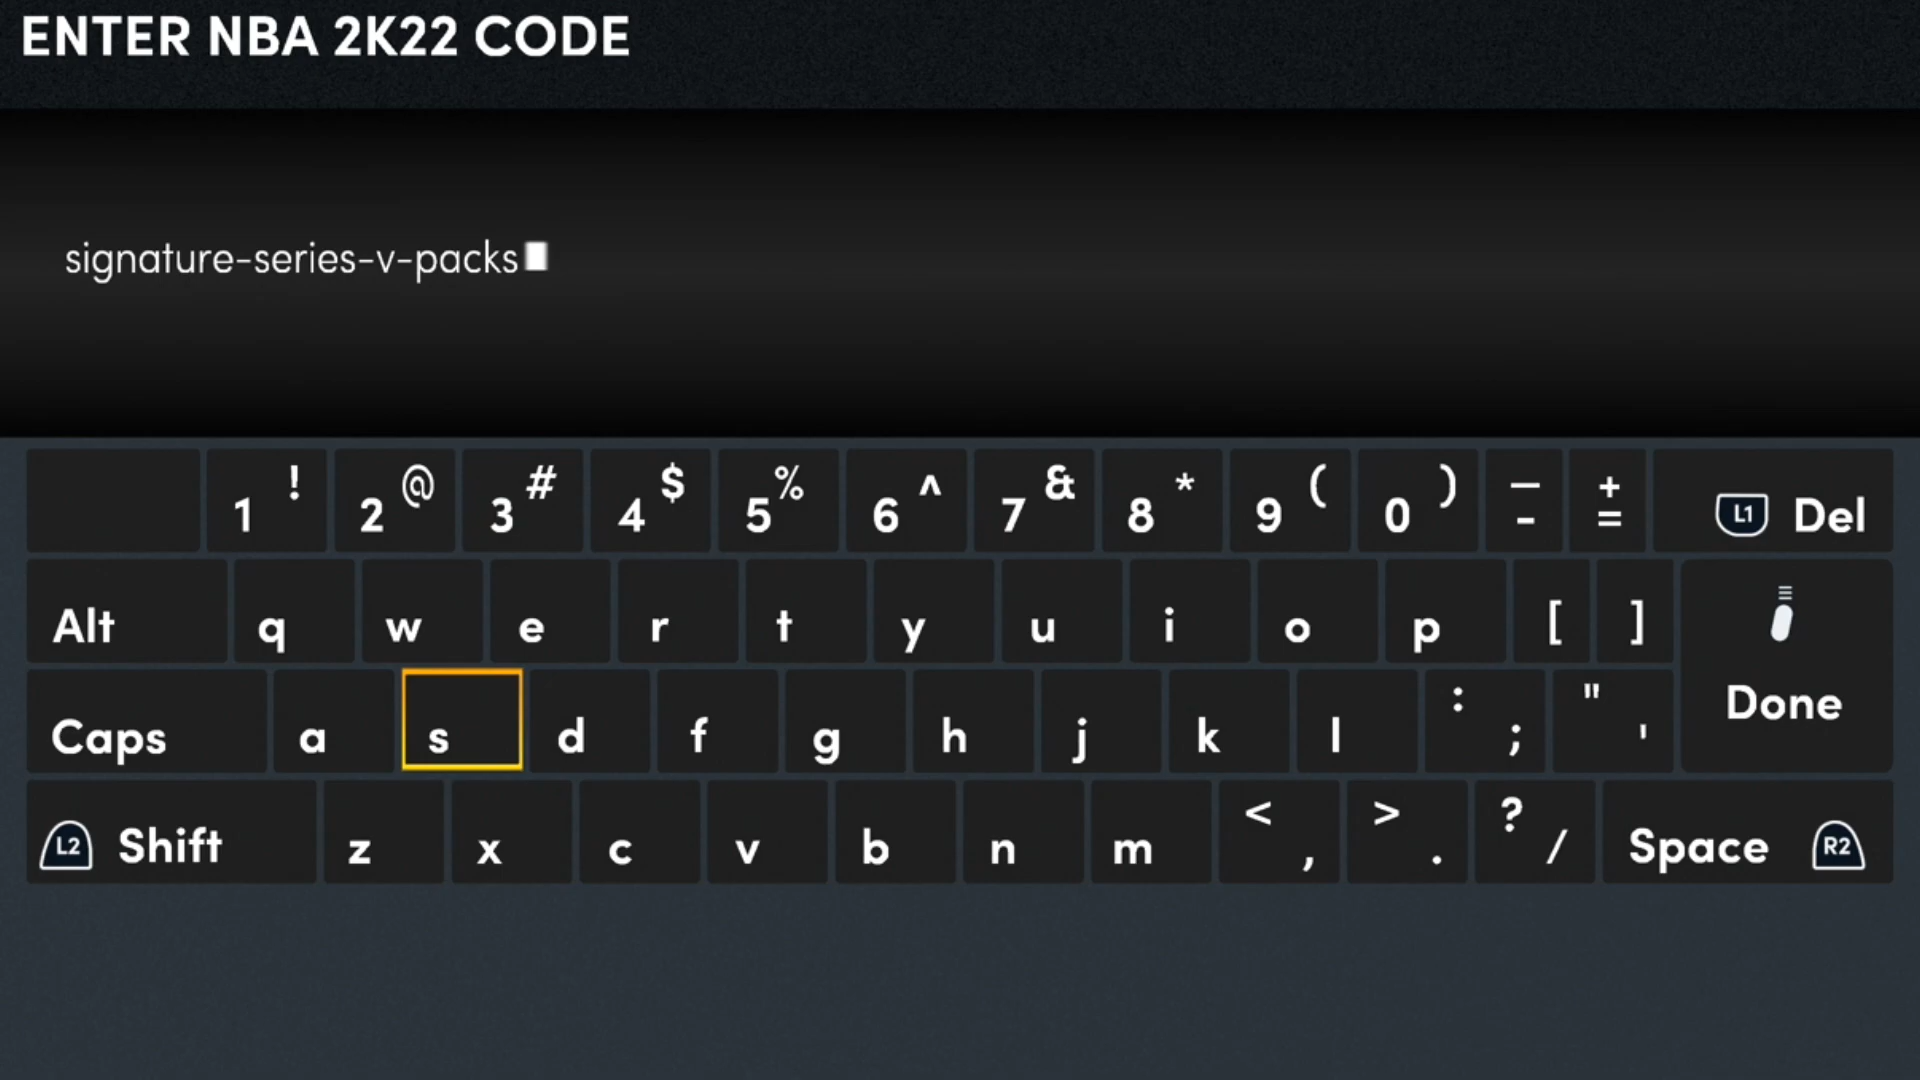 ENTER NBA 2K22 CODE
signature-series-v-packs
1 ! 2 @ 3 # 4 $ 5 % 6 ^ 7 & 8 * 9 ( 0 ) _ - + = L1 Del
Alt q w e r t y u i o p [ ]
Caps a s d f g h j k l : ; " ' Done
L2 Shift z x c v b n m < , > . ? / Space R2